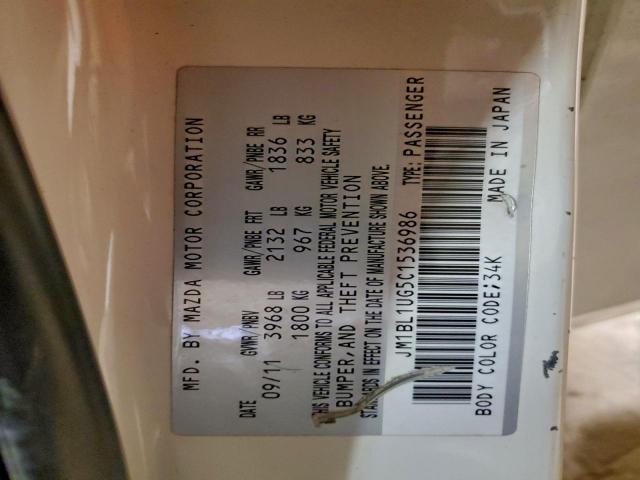 MFD. BY MAZDA MOTOR CORPORATION
DATE GVWR/PNBV GAWR/PNBE FRT GAWR/PNBE RR
09/11 3968 LB 2132 LB 1836 LB
1800 KG 967 KG 833 KG
THIS VEHICLE CONFORMS TO ALL APPLICABLE FEDERAL MOTOR VEHICLE SAFETY
BUMPER, AND THEFT PREVENTION
STANDARDS IN EFFECT ON THE DATE OF MANUFACTURE SHOWN ABOVE.
JM1BL1UG5C1536986 TYPE: PASSENGER
BODY COLOR CODE;34K MADE IN JAPAN